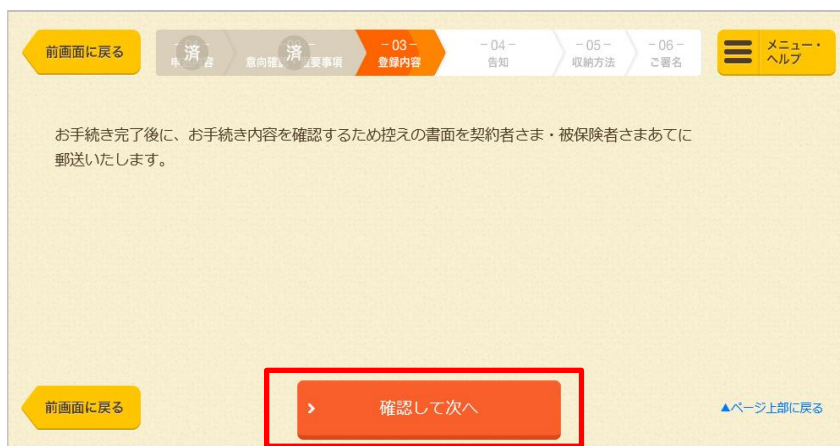 前画面に戻る
済
済
意向確
要事項
－03－
登録内容
－04－
告知
－05－
収納方法
－06－
ご署名
メニュー・
ヘルプ
お手続き完了後に、お手続き内容を確認するため控えの書面を契約者さま・被保険者さまあてに
郵送いたします。
前画面に戻る
確認して次へ
▲ページ上部に戻る